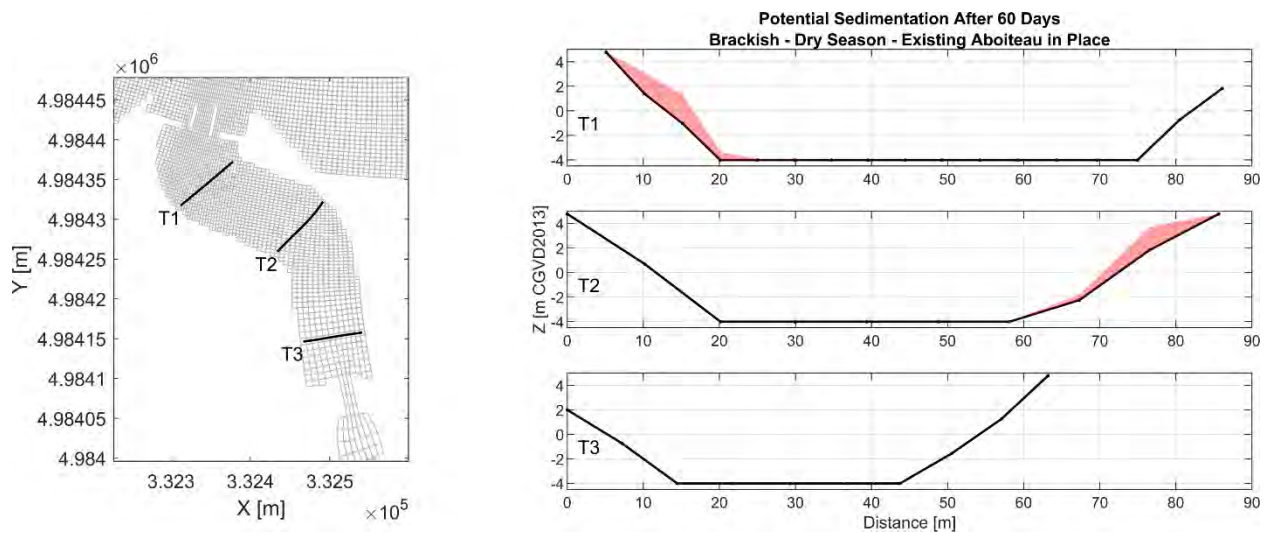 ×10⁶
4.98445
4.9844
4.98435
4.9843
4.98425
4.9842
4.98415
4.9841
4.98405
4.984
Y [m]
T1
T2
T3
3.323 3.324 3.325
X [m]
×10⁵
Potential Sedimentation After 60 Days
Brackish - Dry Season - Existing Aboiteau in Place
4
2
0
-2
-4
T1
0 10 20 30 40 50 60 70 80 90
Z [m CGVD2013]
4
2
0
-2
-4
T2
0 10 20 30 40 50 60 70 80 90
4
2
0
-2
-4
T3
0 10 20 30 40 50 60 70 80 90
Distance [m]